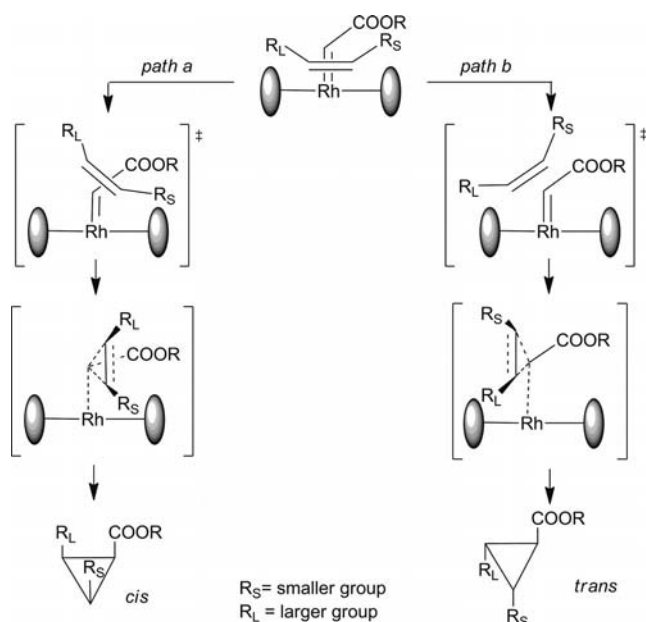 COOR
R_L R_S
path a path b
Rh
R_L R_S
COOR COOR
R_S R_L
Rh Rh
‡ ‡
R_L R_S
COOR COOR
R_S R_L
Rh Rh
R_L COOR COOR
R_S R_L
cis R_S trans
R_S= smaller group
R_L = larger group